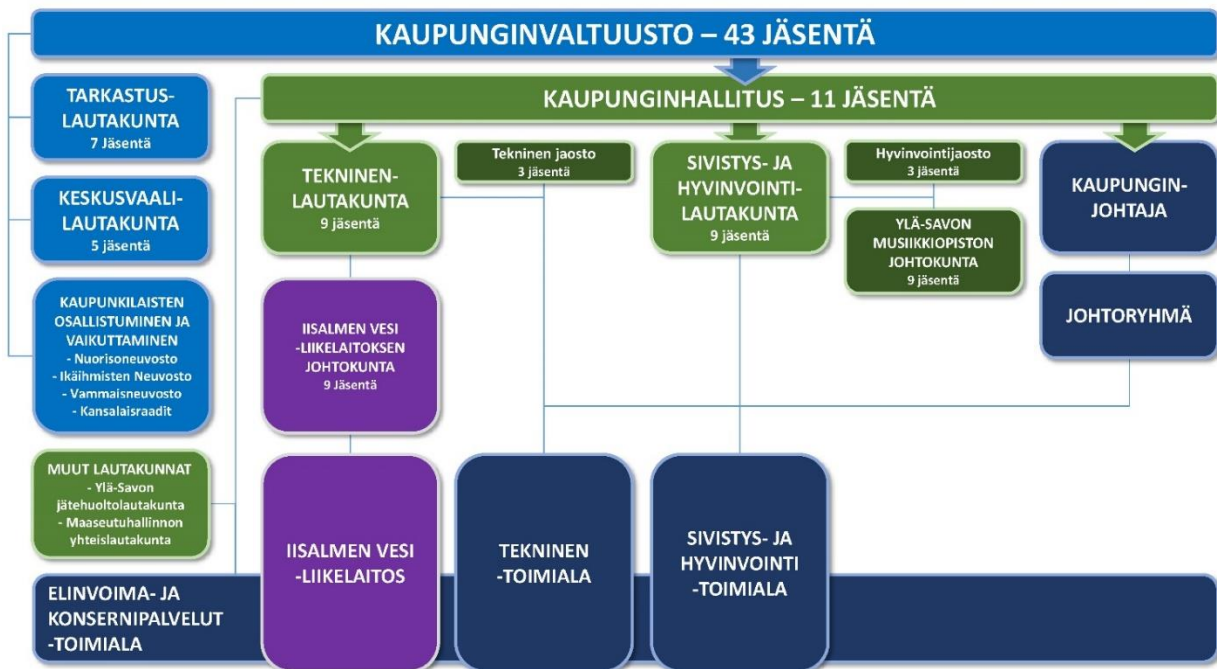 KAUPUNGINVALTUUSTO – 43 JÄSENTÄ
KAUPUNGINHALLITUS – 11 JÄSENTÄ
TARKASTUS-
LAUTAKUNTA
7 Jäsentä
KESKUSVAALI-
LAUTAKUNTA
5 jäsentä
KAUPUNKILAISTEN
OSALLISTUMINEN JA
VAIKUTTAMINEN
- Nuorisoneuvosto
- Ikäihmisten Neuvosto
- Vammaisneuvosto
- Kansalaisraadit
MUUT LAUTAKUNNAT
- Ylä-Savon
jätehuoltolautakunta
- Maaseutuhallinnon
yhteislautakunta
TEKNINEN-
LAUTAKUNTA
9 jäsentä
Tekninen jaosto
3 jäsentä
SIVISTYS- JA
HYVINVOINTI-
LAUTAKUNTA
9 jäsentä
Hyvinvointijaosto
3 jäsentä
YLÄ-SAVON
MUSIIKKIOPISTON
JOHTOKUNTA
9 jäsentä
KAUPUNGIN-
JOHTAJA
JOHTORYHMÄ
IISALMEN VESI
-LIIKELAITOKSEN
JOHTOKUNTA
9 Jäsentä
IISALMEN VESI
-LIIKELAITOS
TEKNINEN
-TOIMIALA
SIVISTYS- JA
HYVINVOINTI
-TOIMIALA
ELINVOIMA- JA
KONSERNIPALVELUT
-TOIMIALA